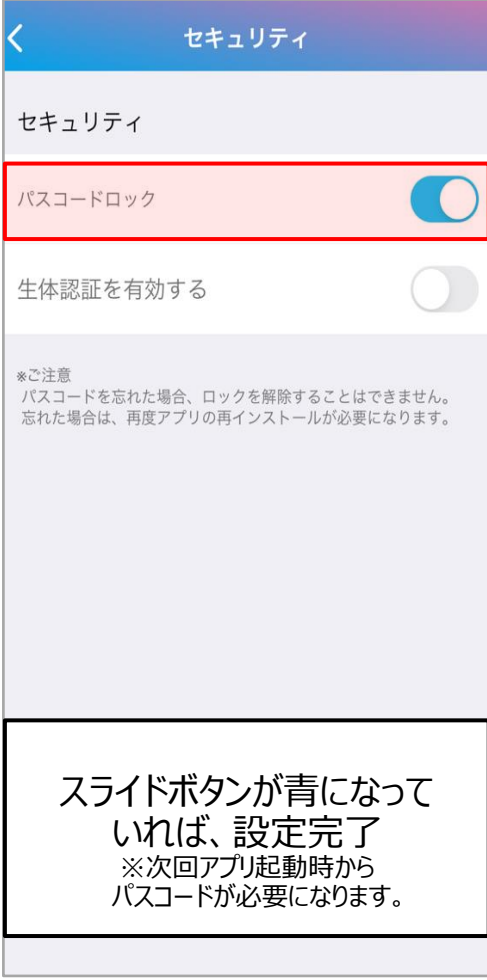 セキュリティ
セキュリティ
パスコードロック
生体認証を有効する
※ご注意
パスコードを忘れた場合、ロックを解除することはできません。
忘れた場合は、再度アプリの再インストールが必要になります。
スライドボタンが青になって
いれば、設定完了
※次回アプリ起動時から
パスコードが必要になります。